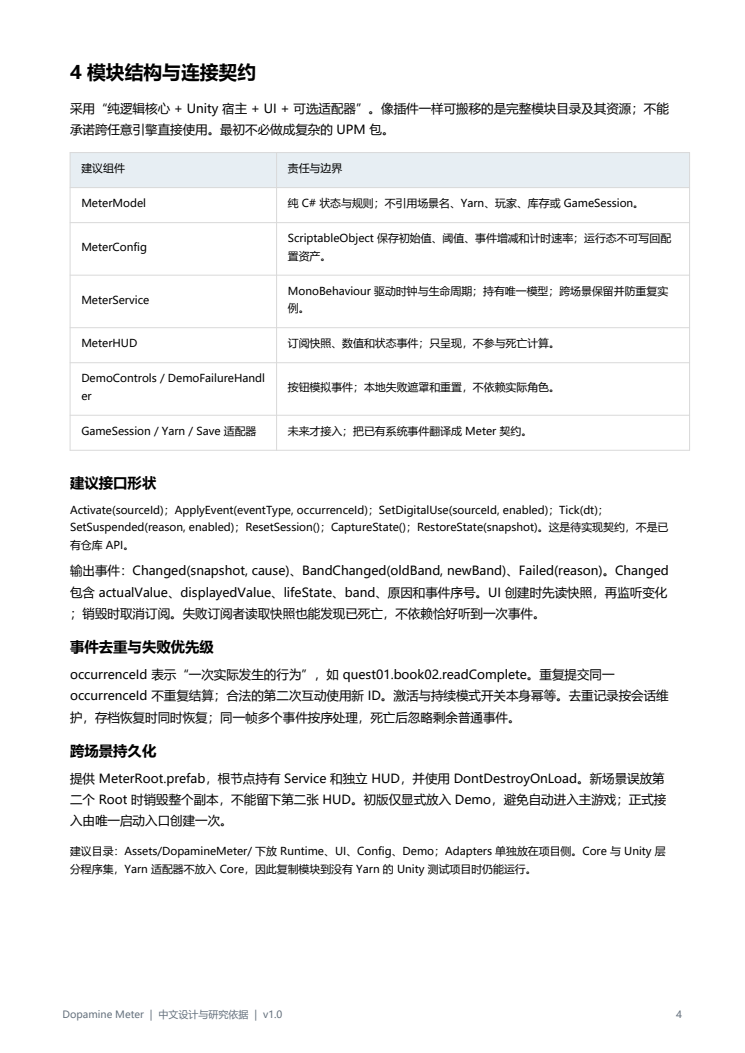 4 模块结构与连接契约
采用“纯逻辑核心 + Unity 宿主 + UI + 可选适配器”。像插件一样可搬移的是完整模块目录及其资源；不能
承诺跨任意引擎直接使用。最初不必做成复杂的 UPM 包。
建议组件
责任与边界
MeterModel
纯 C# 状态与规则；不引用场景名、Yarn、玩家、库存或 GameSession。
MeterConfig
ScriptableObject 保存初始值、阈值、事件增减和计时速率；运行态不可写回配
置资产。
MeterService
MonoBehaviour 驱动时钟与生命周期；持有唯一模型；跨场景保留并防重复实
例。
MeterHUD
订阅快照、数值和状态事件；只呈现，不参与死亡计算。
DemoControls / DemoFailureHandl
er
按钮模拟事件；本地失败遮罩和重置，不依赖实际角色。
GameSession / Yarn / Save 适配器
未来才接入；把已有系统事件翻译成 Meter 契约。
建议接口形状
Activate(sourceId)；ApplyEvent(eventType, occurrenceId)；SetDigitalUse(sourceId, enabled)；Tick(dt)；
SetSuspended(reason, enabled)；ResetSession()；CaptureState()；RestoreState(snapshot)。这是待实现契约，不是已
有仓库 API。
输出事件：Changed(snapshot, cause)、BandChanged(oldBand, newBand)、Failed(reason)。Changed
包含 actualValue、displayedValue、lifeState、band、原因和事件序号。UI 创建时先读快照，再监听变化
；销毁时取消订阅。失败订阅者读取快照也能发现已死亡，不依赖恰好听到一次事件。
事件去重与失败优先级
occurrenceId 表示“一次实际发生的行为”，如 quest01.book02.readComplete。重复提交同一
occurrenceId 不重复结算；合法的第二次互动使用新 ID。激活与持续模式开关本身幂等。去重记录按会话维
护，存档恢复时同时恢复；同一帧多个事件按序处理，死亡后忽略剩余普通事件。
跨场景持久化
提供 MeterRoot.prefab，根节点持有 Service 和独立 HUD，并使用 DontDestroyOnLoad。新场景误放第
二个 Root 时销毁整个副本，不能留下第二张 HUD。初版仅显式放入 Demo，避免自动进入主游戏；正式接
入由唯一启动入口创建一次。
建议目录：Assets/DopamineMeter/ 下放 Runtime、UI、Config、Demo；Adapters 单独放在项目侧。Core 与 Unity 层
分程序集，Yarn 适配器不放入 Core，因此复制模块到没有 Yarn 的 Unity 测试项目时仍能运行。
Dopamine Meter | 中文设计与研究依据 | v1.0
4